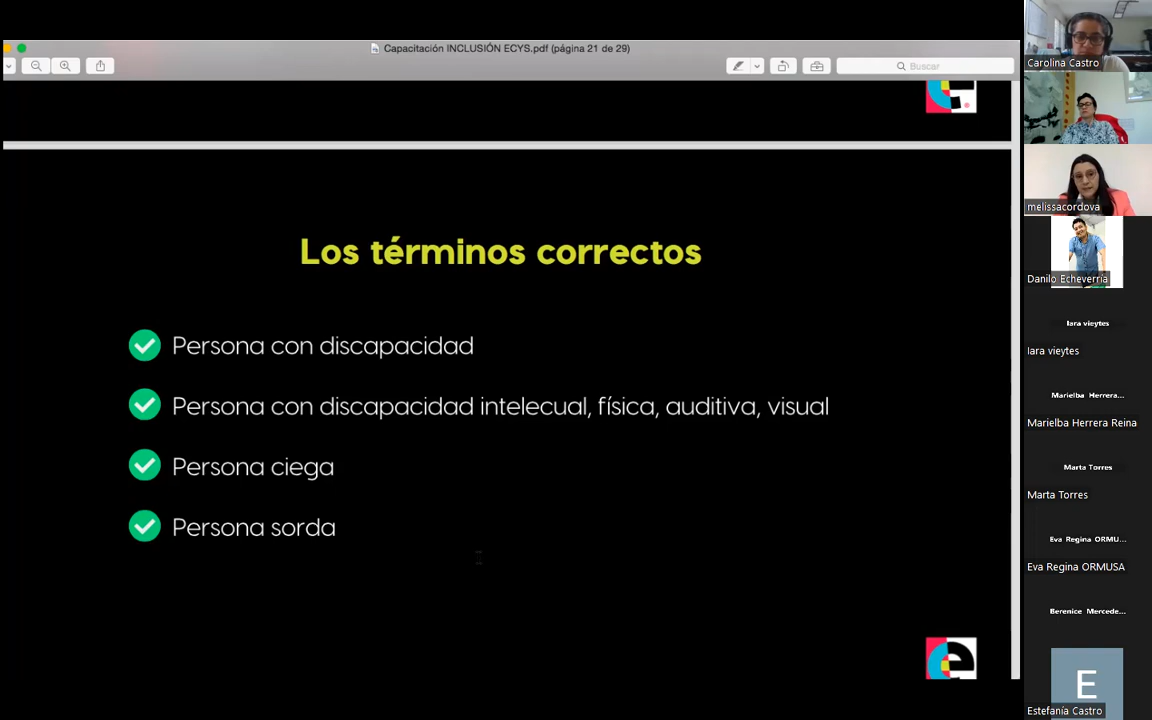 Capacitación INCLUSIÓN ECYS.pdf (página 21 de 29)
Buscar
Los términos correctos
Persona con discapacidad
Persona con discapacidad intelecual, física, auditiva, visual
Persona ciega
Persona sorda
e
Carolina Castro
melissacordova
Danilo Echeverría
Iara vieytes
Iara vieytes
Marielba Herrera...
Marielba Herrera Reina
Marta Torres
Marta Torres
Eva Regina ORMU...
Eva Regina ORMUSA
Berenice Mercede...
E
Estefanía Castro